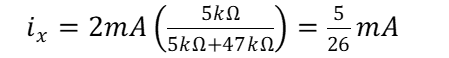 i_x = 2mA (5kΩ / (5kΩ+47kΩ)) = 5/26 mA